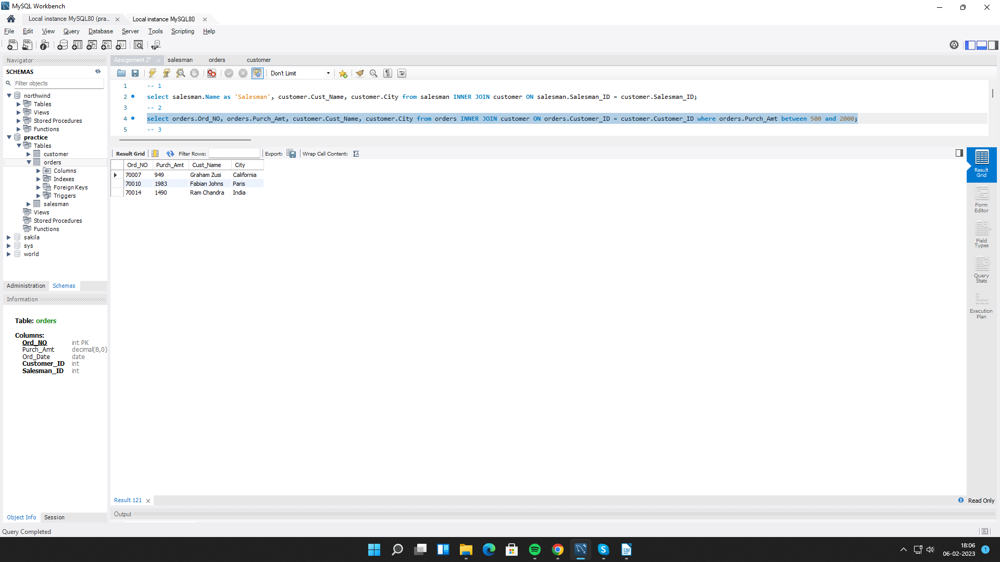 MySQL Workbench
Local instance MySQL80 (pra...
Local instance MySQL80
File Edit View Query Database Server Tools Scripting Help
Navigator
SCHEMAS
Filter objects
northwind
Tables
Views
Stored Procedures
Functions
practice
Tables
customer
orders
Columns
Indexes
Foreign Keys
Triggers
salesman
Views
Stored Procedures
Functions
sakila
sys
world
Administration Schemas
Information
Table: orders
Columns:
Ord_NO int PK
Purch_Amt decimal(8,0)
Ord_Date date
Customer_ID int
Salesman_ID int
Object Info Session
Assignment 2* salesman orders customer
Don't Limit
1 -- 1
2 select salesman.Name as 'Salesman', customer.Cust_Name, customer.City from salesman INNER JOIN customer ON salesman.Salesman_ID = customer.Salesman_ID;
3 -- 2
4 select orders.Ord_NO, orders.Purch_Amt, customer.Cust_Name, customer.City from orders INNER JOIN customer ON orders.Customer_ID = customer.Customer_ID where orders.Purch_Amt between 500 and 2000;
5 -- 3
Result Grid Filter Rows: Export: Wrap Cell Content:
Ord_NO Purch_Amt Cust_Name City
70007 949 Graham Zusi California
70010 1983 Fabian Johns Paris
70014 1490 Ram Chandra India
Result
Grid
Form
Editor
Field
Types
Query
Stats
Execution
Plan
Result 121
Read Only
Output
Query Completed
18:06
06-02-2023
1